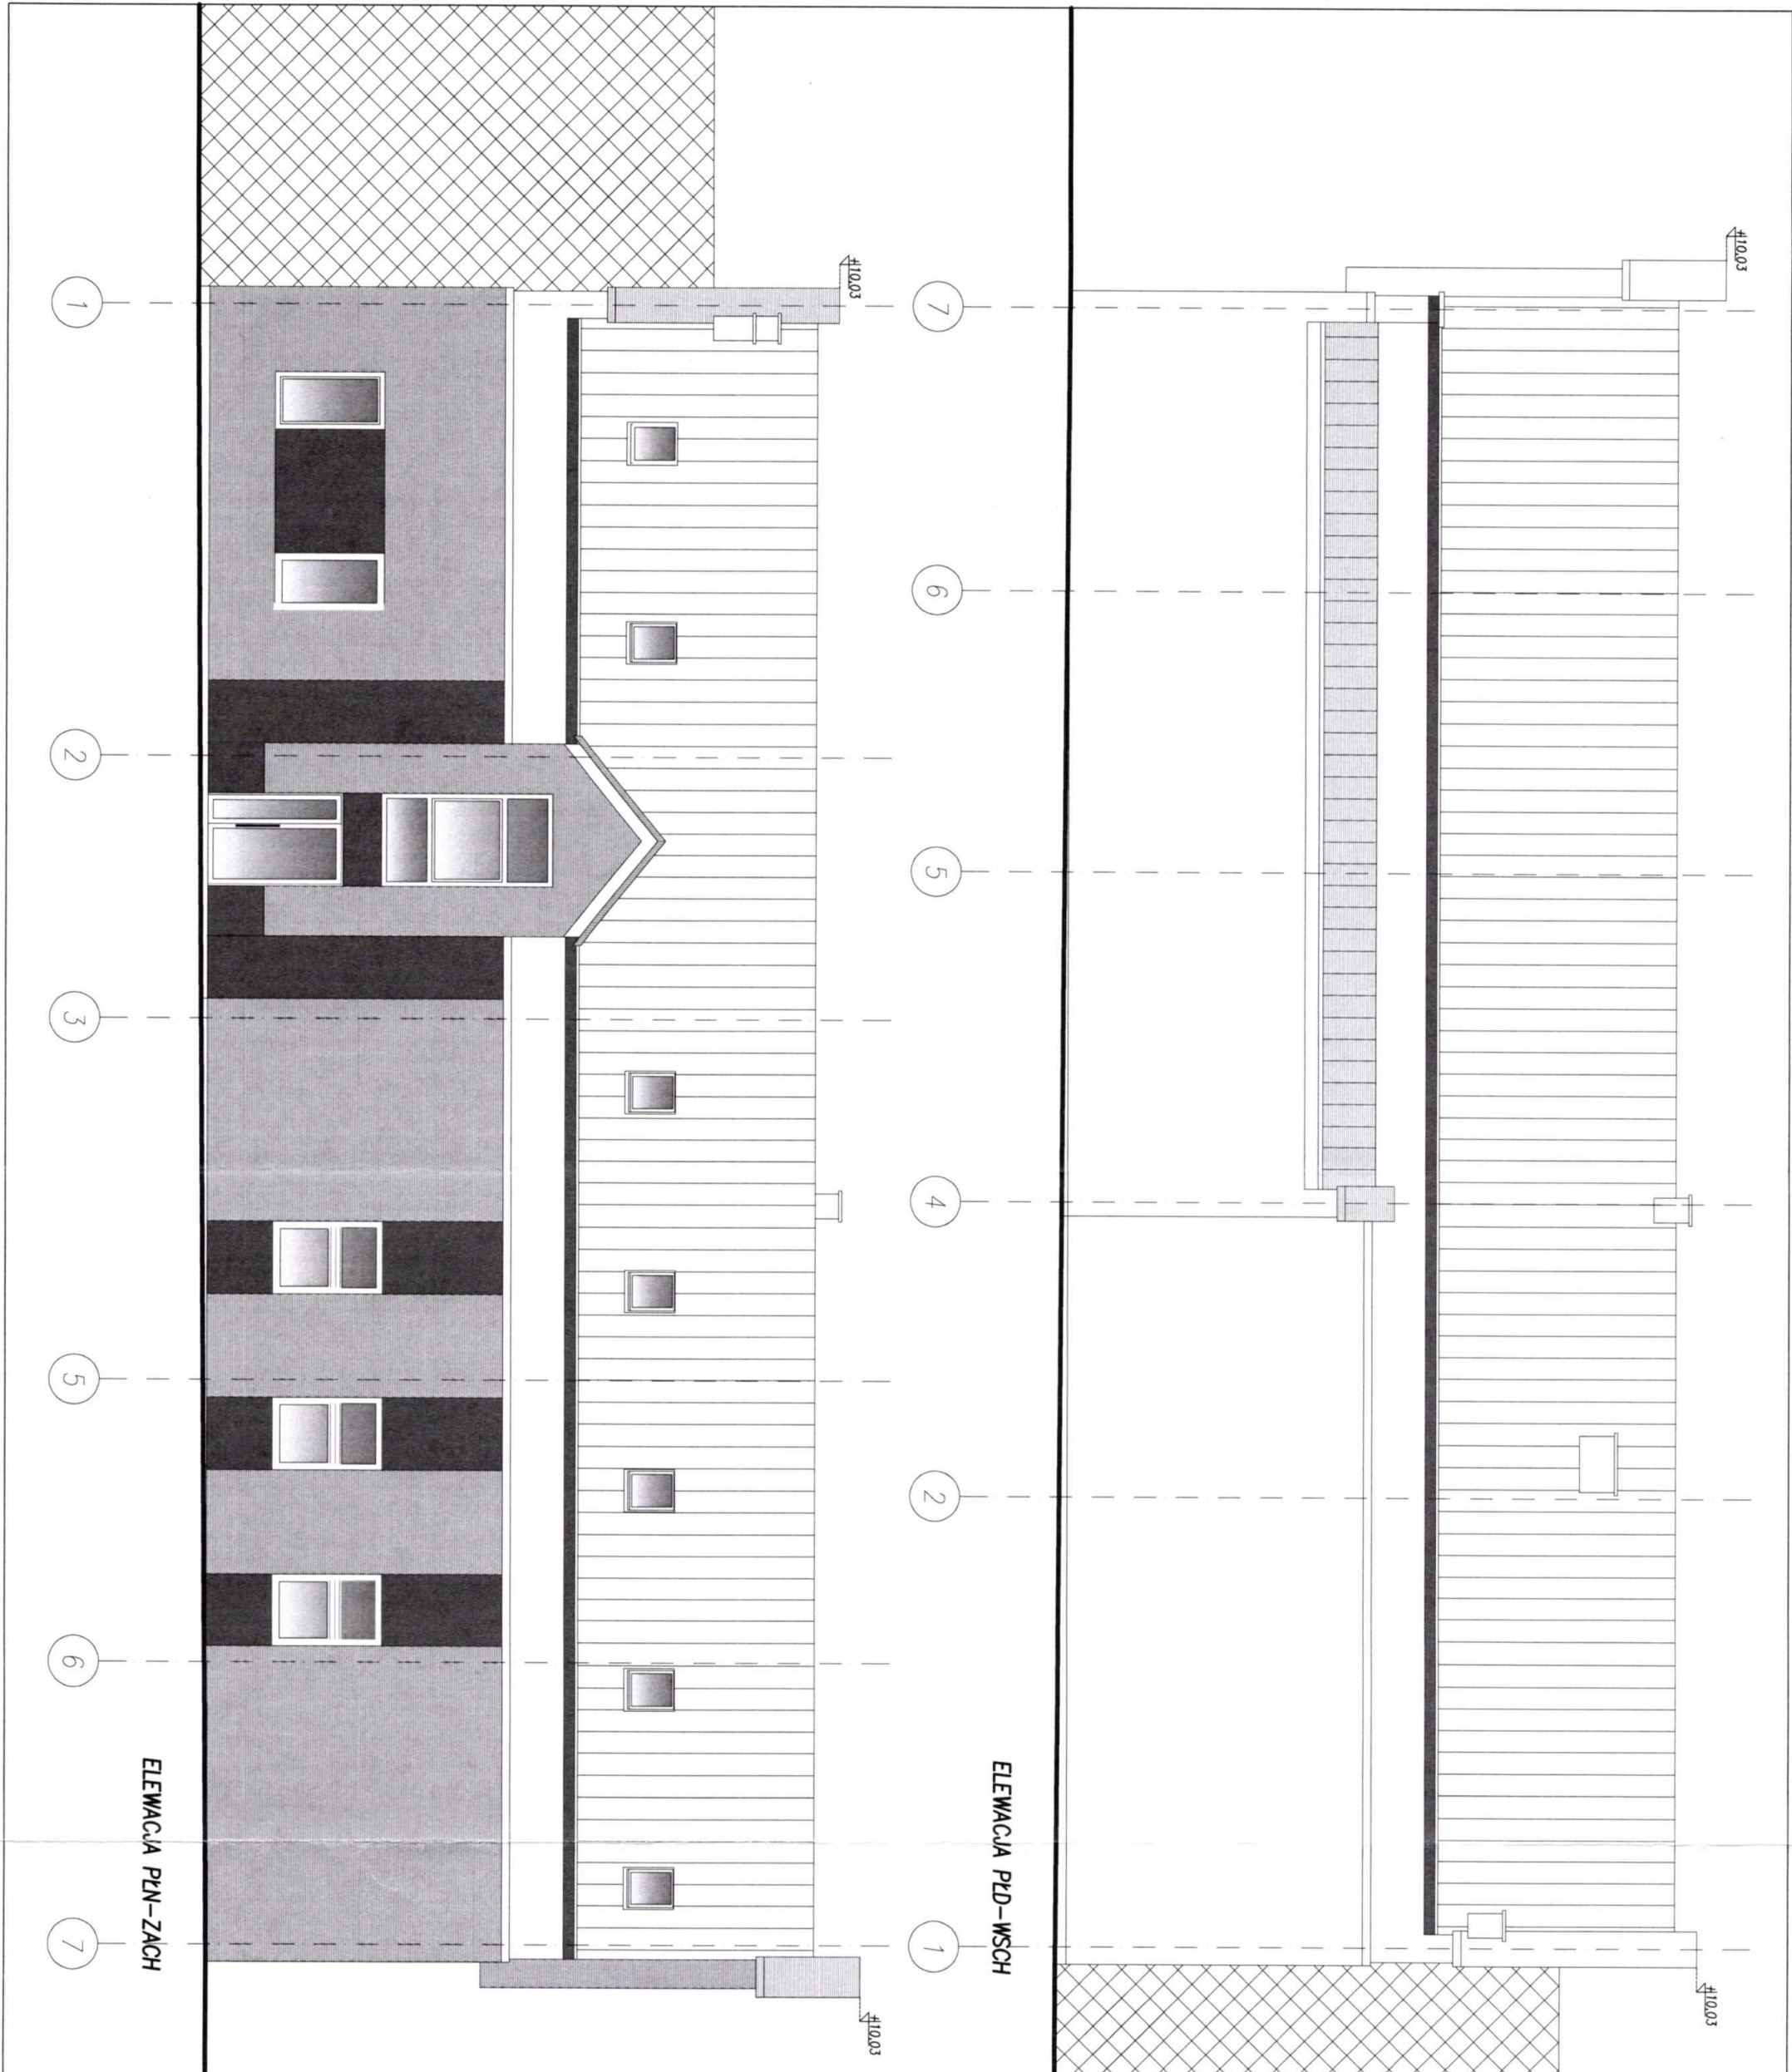 +10.03
+10.03
ELEWACJA PŁD-WSCH
7 6 5 4 2 1
+10.03
+10.03
ELEWACJA PŁN-ZACH
1 2 3 5 6 7